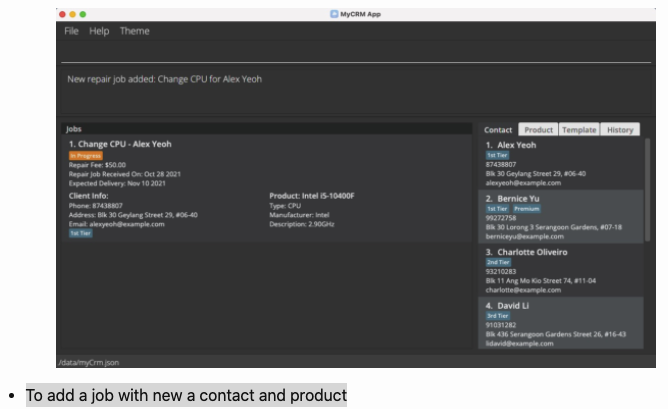 MyCRM App
File Help Theme
New repair job added: Change CPU for Alex Yeoh
Jobs
1. Change CPU - Alex Yeoh
In Progress
Repair Fee: $50.00
Repair Job Received On: Oct 28 2021
Expected Delivery: Nov 10 2021
Client Info:
Phone: 87438807
Address: Blk 30 Geylang Street 29, #06-40
Email: alexyeoh@example.com
1st Tier
Product: Intel i5-10400F
Type: CPU
Manufacturer: Intel
Description: 2.90GHz
Contact Product Template History
1. Alex Yeoh
1st Tier
87438807
Blk 30 Geylang Street 29, #06-40
alexyeoh@example.com
2. Bernice Yu
1st Tier Premium
99272758
Blk 30 Lorong 3 Serangoon Gardens, #07-18
berniceyu@example.com
3. Charlotte Oliveiro
2nd Tier
93210283
Blk 11 Ang Mo Kio Street 74, #11-04
charlotte@example.com
4. David Li
3rd Tier
91031282
Blk 436 Serangoon Gardens Street 26, #16-43
lidavid@example.com
/data/myCrm.json
• To add a job with new a contact and product